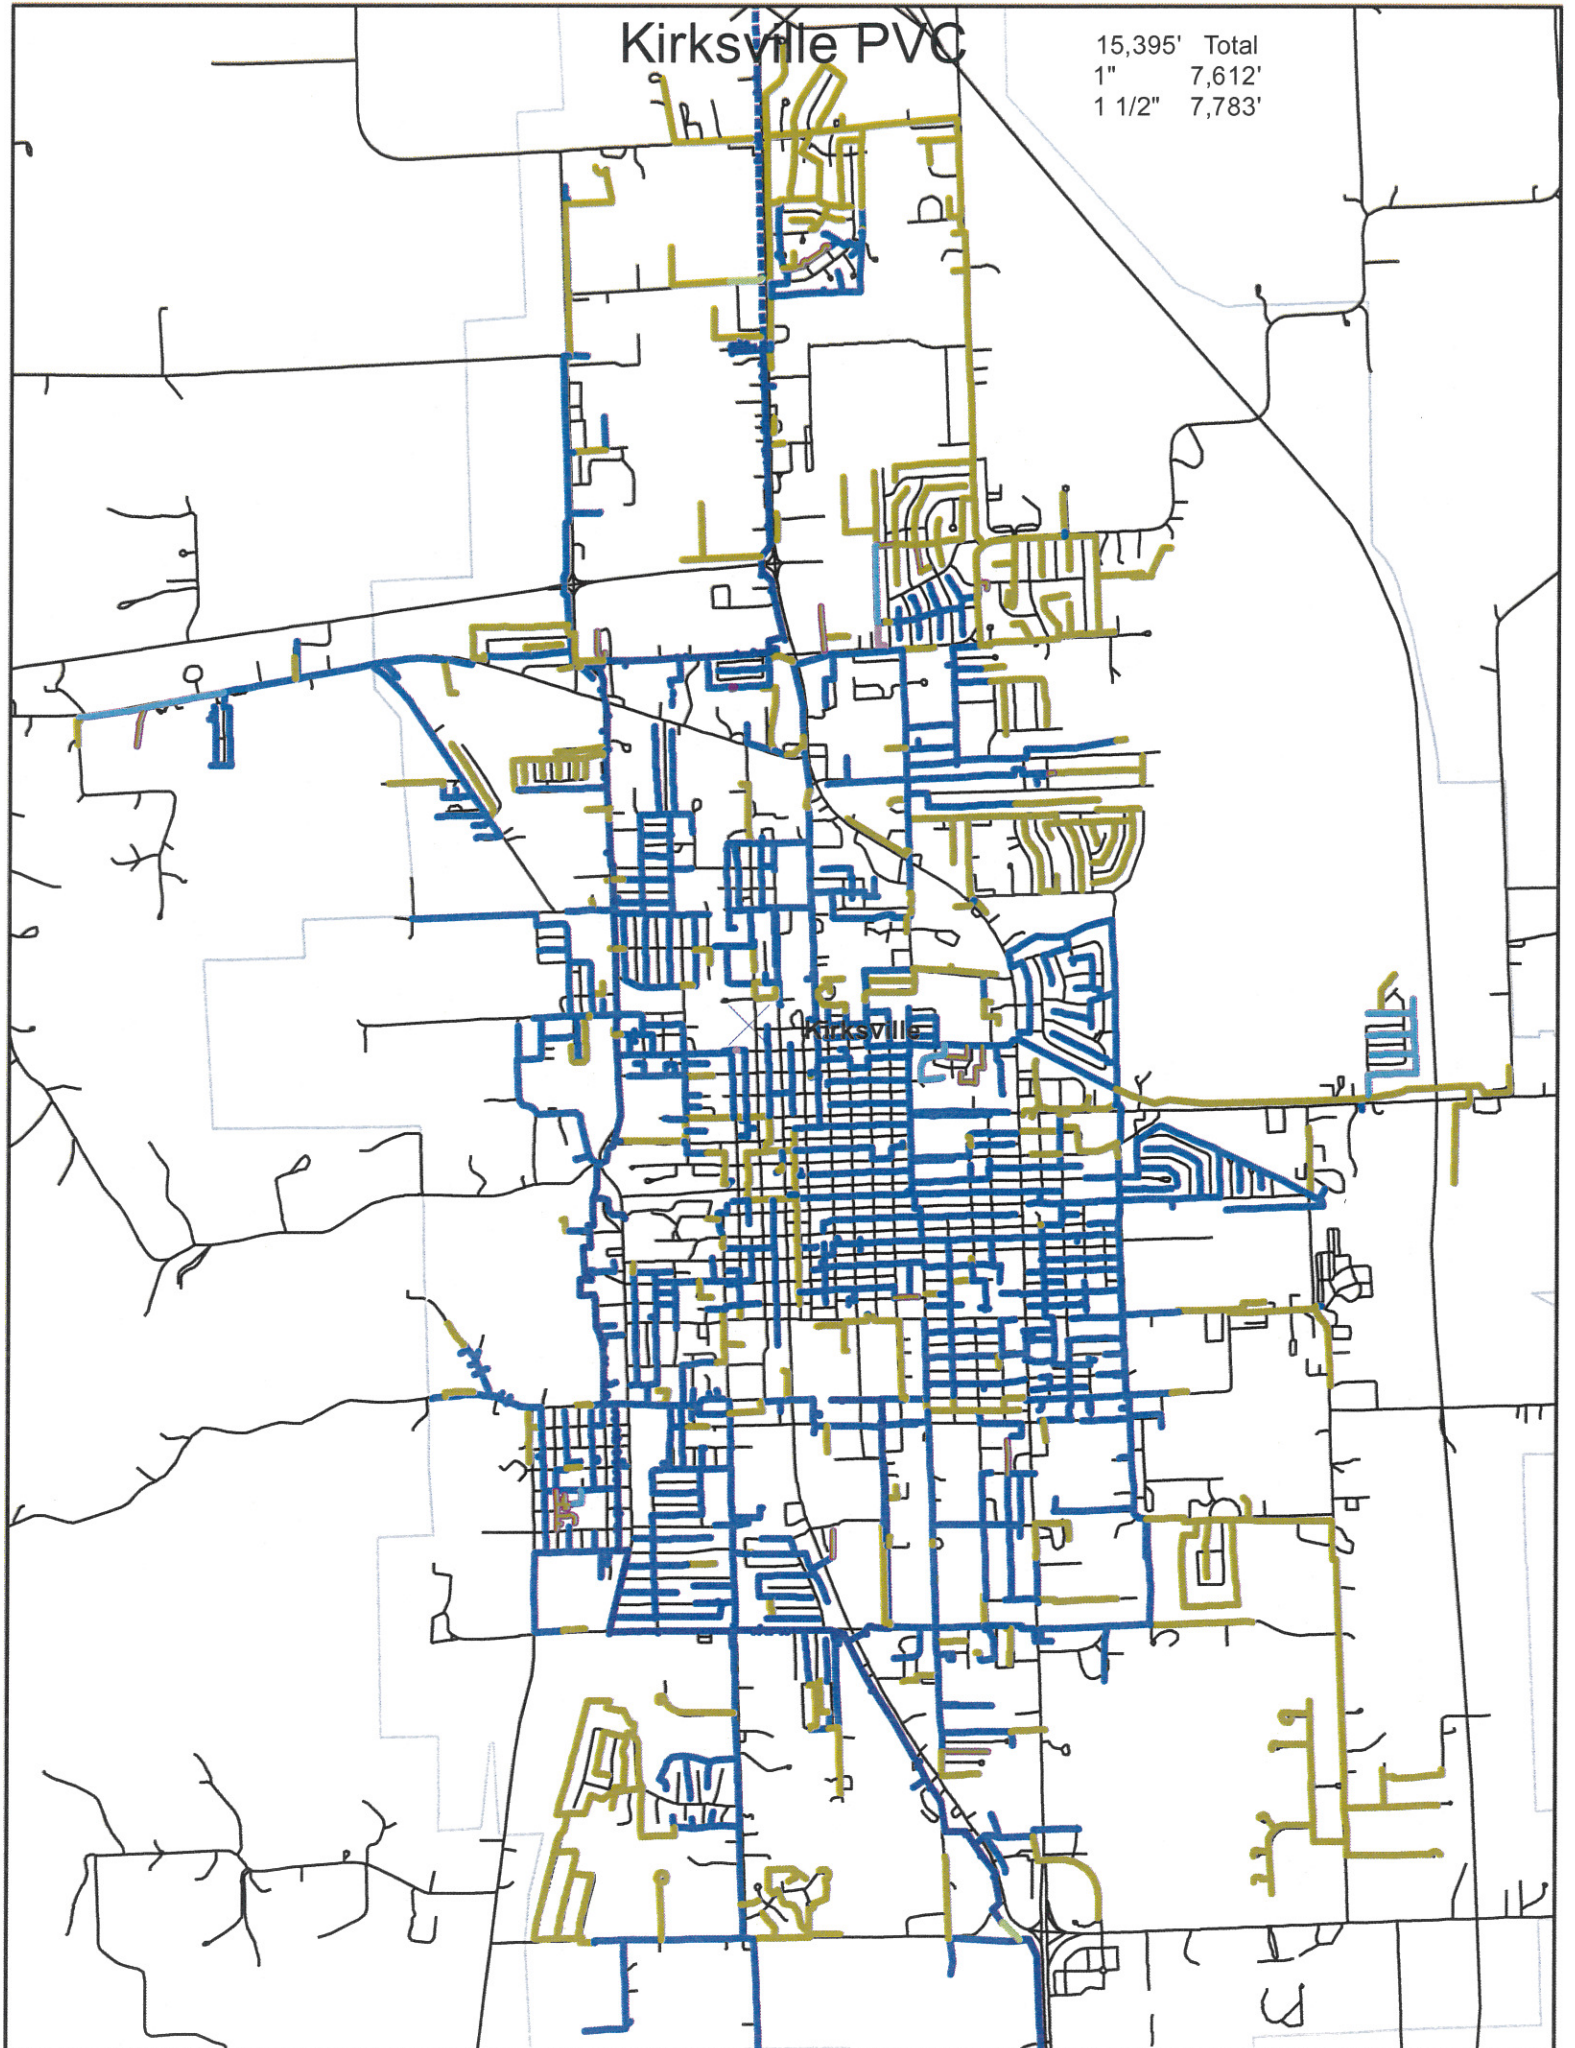 Kirksville PVC
15,395' Total
1" 7,612'
1 1/2" 7,783'
Kirksville